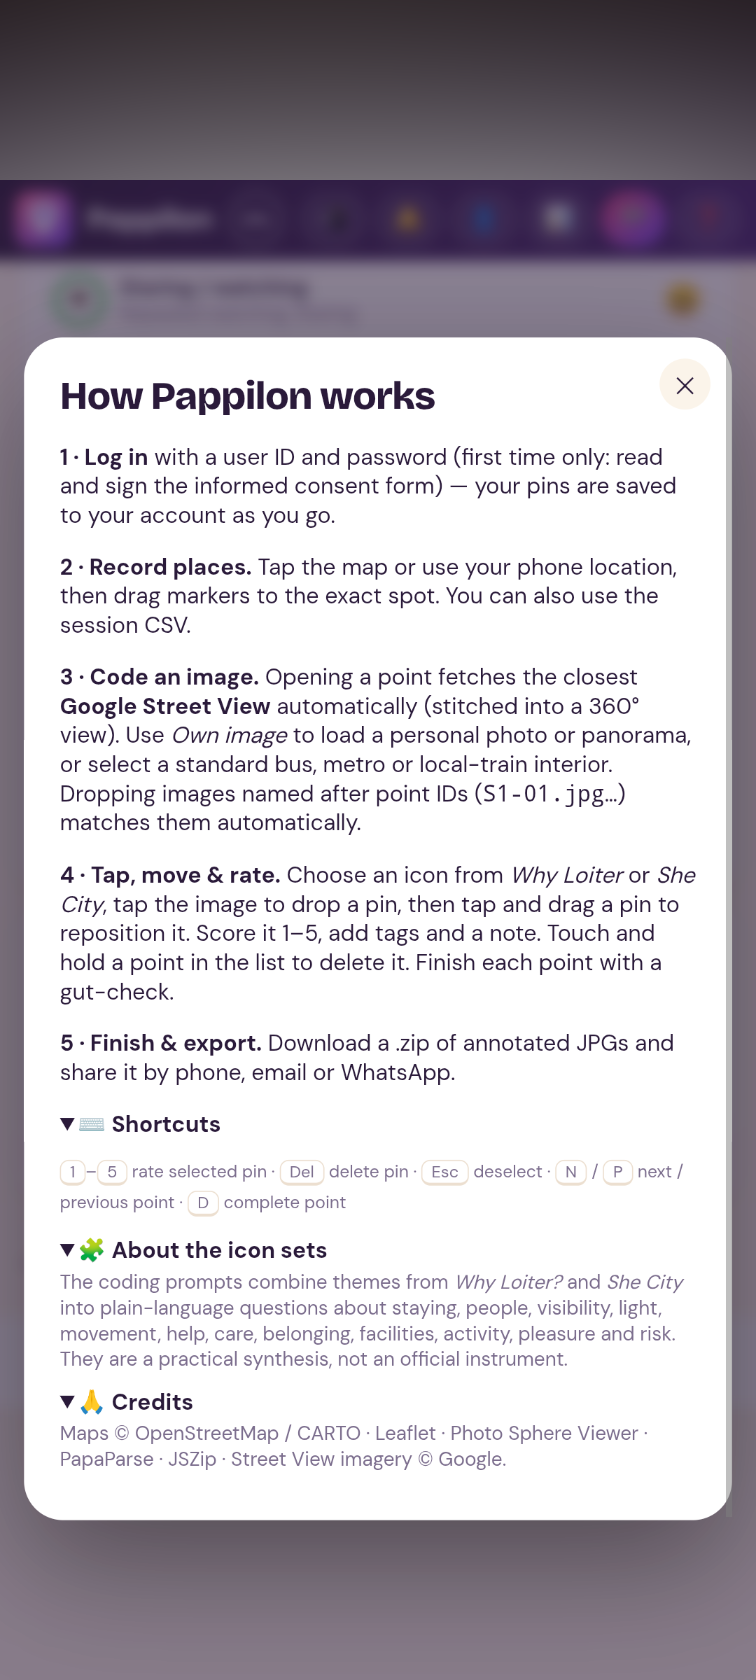 Pappilon
How Pappilon works
1 · Log in with a user ID and password (first time only: read
and sign the informed consent form) — your pins are saved
to your account as you go.
2 · Record places. Tap the map or use your phone location,
then drag markers to the exact spot. You can also use the
session CSV.
3 · Code an image. Opening a point fetches the closest
Google Street View automatically (stitched into a 360°
view). Use Own image to load a personal photo or panorama,
or select a standard bus, metro or local-train interior.
Dropping images named after point IDs (S1-01.jpg…)
matches them automatically.
4 · Tap, move & rate. Choose an icon from Why Loiter or She
City, tap the image to drop a pin, then tap and drag a pin to
reposition it. Score it 1–5, add tags and a note. Touch and
hold a point in the list to delete it. Finish each point with a
gut-check.
5 · Finish & export. Download a .zip of annotated JPGs and
share it by phone, email or WhatsApp.
▼⌨️ Shortcuts
1–5 rate selected pin · Del delete pin · Esc deselect · N / P next /
previous point · D complete point
▼🧩 About the icon sets
The coding prompts combine themes from Why Loiter? and She City
into plain-language questions about staying, people, visibility, light,
movement, help, care, belonging, facilities, activity, pleasure and risk.
They are a practical synthesis, not an official instrument.
▼🙏 Credits
Maps © OpenStreetMap / CARTO · Leaflet · Photo Sphere Viewer ·
PapaParse · JSZip · Street View imagery © Google.